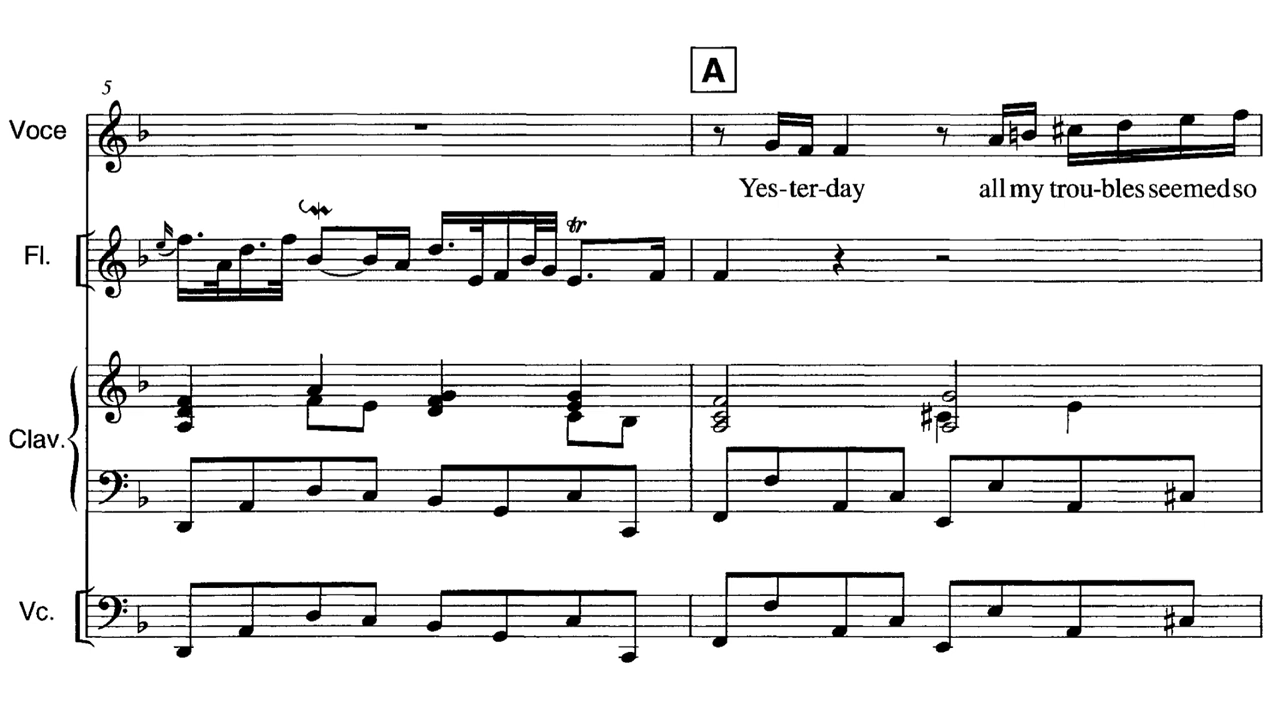 A
5
Voce
Yes-ter-day all my trou-bles seemed so
Fl.
tr
Clav.
Vc.